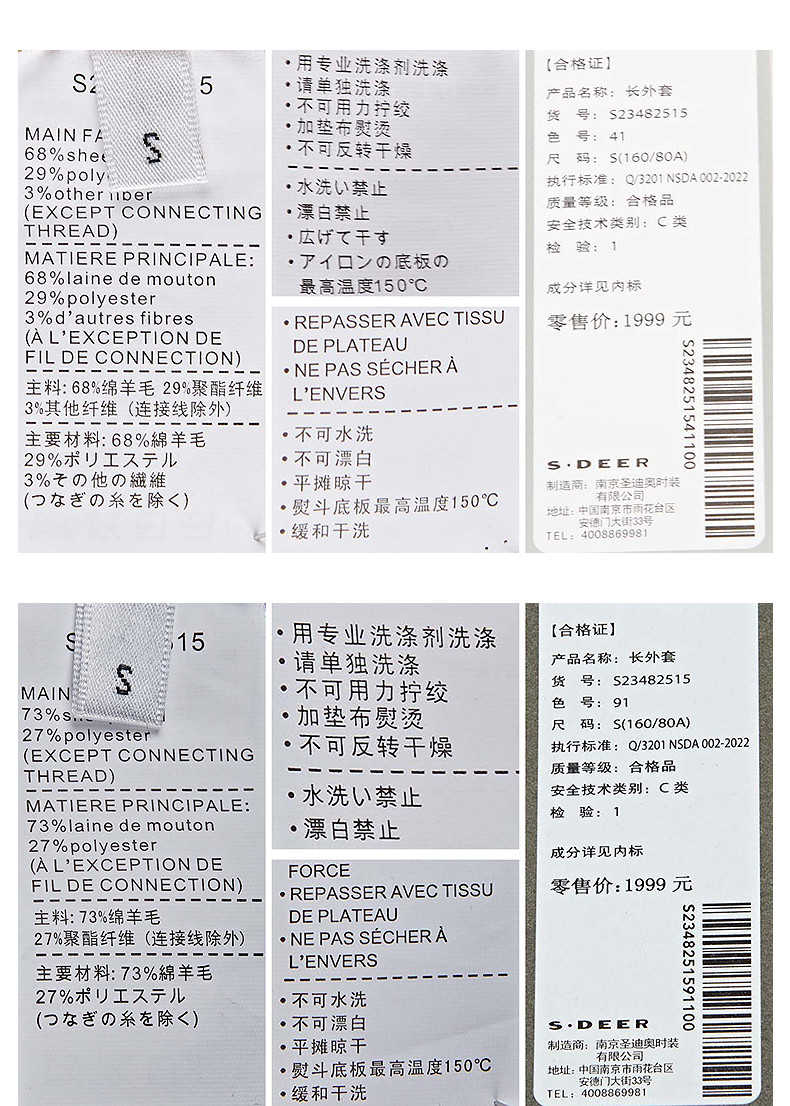 S2
5
S
MAIN FA
68%shee
29%poly
3%other fiber
(EXCEPT CONNECTING
THREAD)
MATIERE PRINCIPALE:
68%laine de mouton
29%polyester
3%d'autres fibres
(À L'EXCEPTION DE
FIL DE CONNECTION)
主料: 68%绵羊毛 29%聚酯纤维
3%其他纤维（连接线除外）
主要材料: 68%綿羊毛
29%ポリエステル
3%その他の繊維
(つなぎの糸を除く)
•用专业洗涤剂洗涤
•请单独洗涤
•不可用力拧绞
•加垫布熨烫
•不可反转干燥
•水洗い禁止
•漂白禁止
•広げて干す
•アイロンの底板の
最高温度150℃
•REPASSER AVEC TISSU
DE PLATEAU
•NE PAS SÉCHER À
L'ENVERS
•不可水洗
•不可漂白
•平摊晾干
•熨斗底板最高温度150℃
•缓和干洗
【合格证】
产品名称: 长外套
货 号: S23482515
色 号: 41
尺 码: S(160/80A)
执行标准: Q/3201 NSDA 002-2022
质量等级: 合格品
安全技术类别: C 类
检 验: 1
成分详见内标
零售价: 1999 元
S2348251541100
S·DEER
制造商: 南京圣迪奥时装
有限公司
地址: 中国南京市雨花台区
安德门大街33号
TEL: 4008869981
S
515
S
MAIN
73%she
27%polyester
(EXCEPT CONNECTING
THREAD)
MATIERE PRINCIPALE:
73%laine de mouton
27%polyester
(À L'EXCEPTION DE
FIL DE CONNECTION)
主料: 73%绵羊毛
27%聚酯纤维（连接线除外）
主要材料: 73%綿羊毛
27%ポリエステル
(つなぎの糸を除く)
•用专业洗涤剂洗涤
•请单独洗涤
•不可用力拧绞
•加垫布熨烫
•不可反转干燥
•水洗い禁止
•漂白禁止
FORCE
•REPASSER AVEC TISSU
DE PLATEAU
•NE PAS SÉCHER À
L'ENVERS
•不可水洗
•不可漂白
•平摊晾干
•熨斗底板最高温度150℃
•缓和干洗
【合格证】
产品名称: 长外套
货 号: S23482515
色 号: 91
尺 码: S(160/80A)
执行标准: Q/3201 NSDA 002-2022
质量等级: 合格品
安全技术类别: C 类
检 验: 1
成分详见内标
零售价: 1999 元
S2348251591100
S·DEER
制造商: 南京圣迪奥时装
有限公司
地址: 中国南京市雨花台区
安德门大街33号
TEL: 4008869981